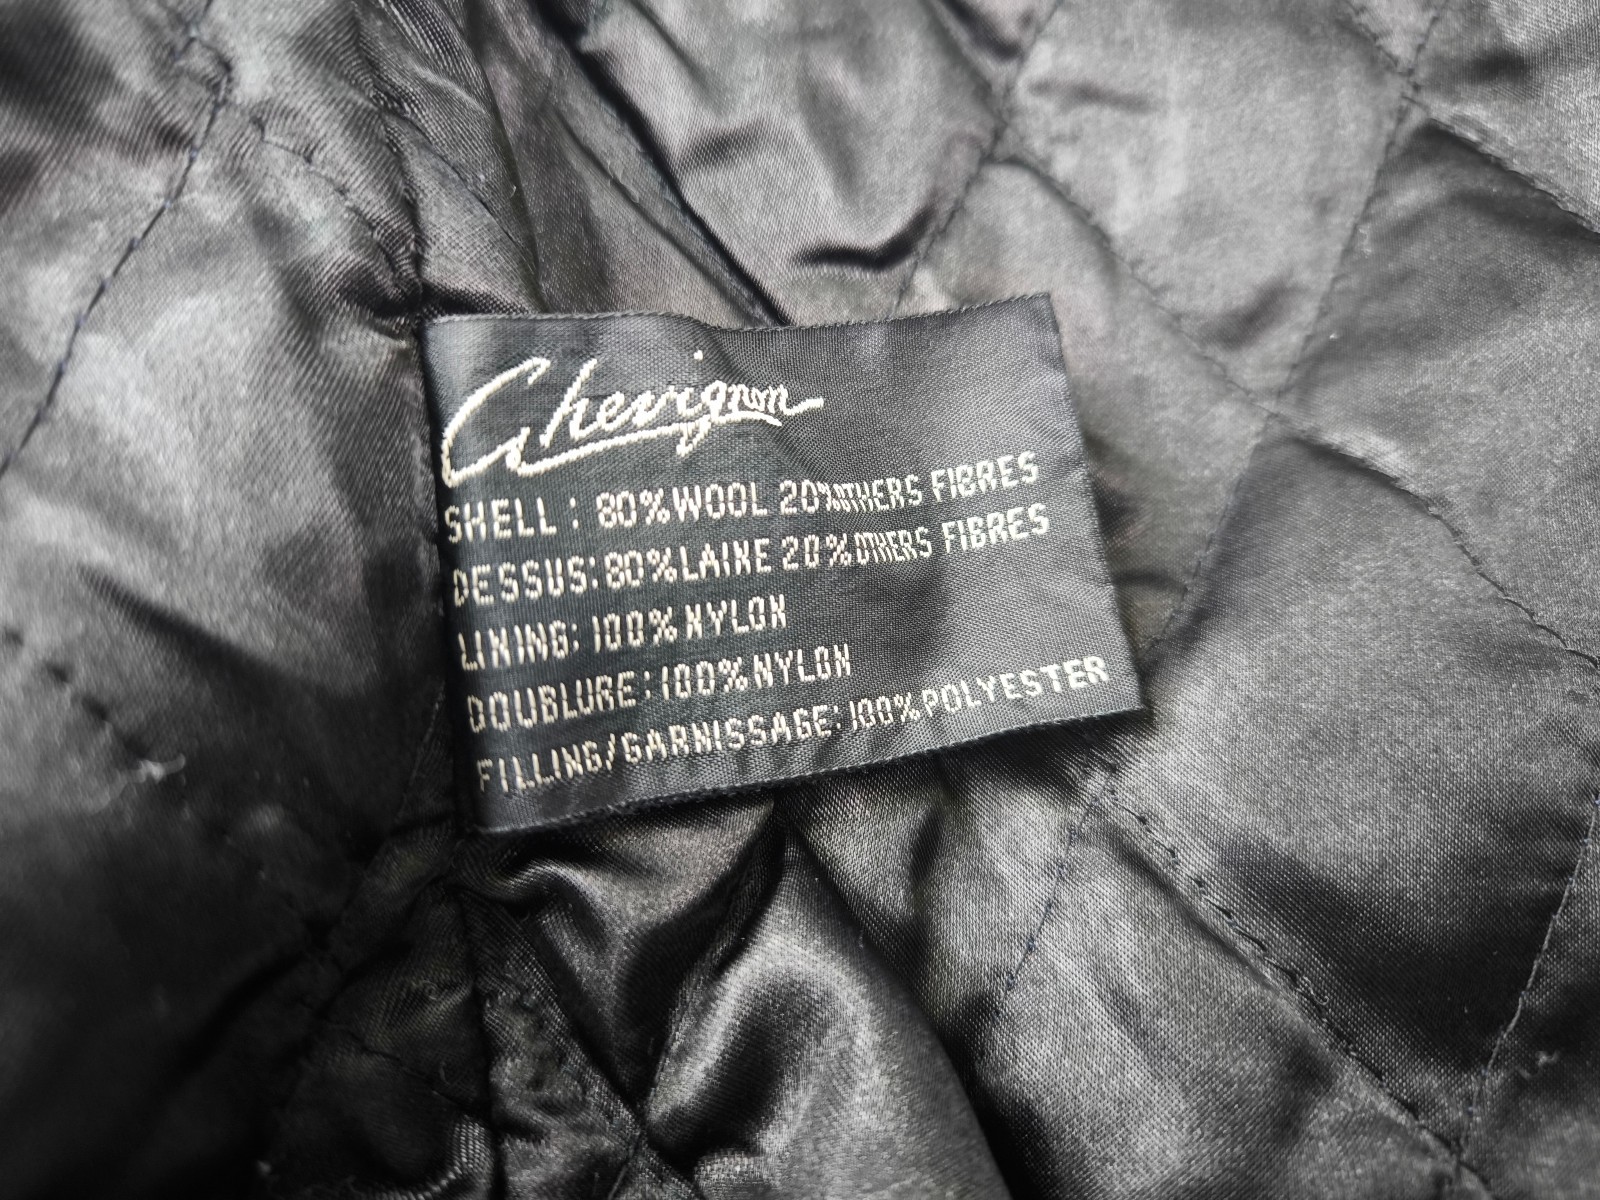 Chevignon
SHELL : 80% WOOL 20% OTHERS FIBRES
DESSUS: 80% LAINE 20% OTHERS FIBRES
LINING: 100% NYLON
DOUBLURE: 100% NYLON
FILLING/GARNISSAGE: 100% POLYESTER